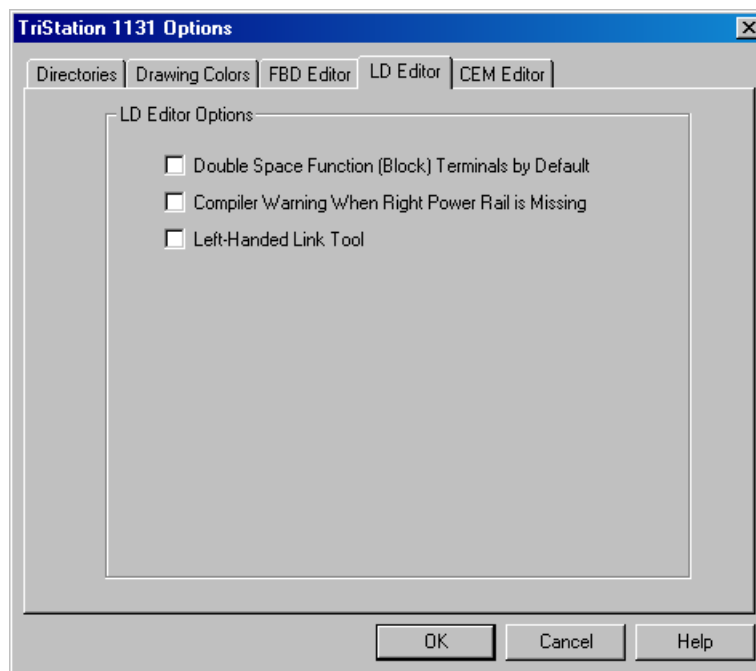 TriStation 1131 Options
Directories Drawing Colors FBD Editor LD Editor CEM Editor
LD Editor Options
Double Space Function (Block) Terminals by Default
Compiler Warning When Right Power Rail is Missing
Left-Handed Link Tool
OK Cancel Help